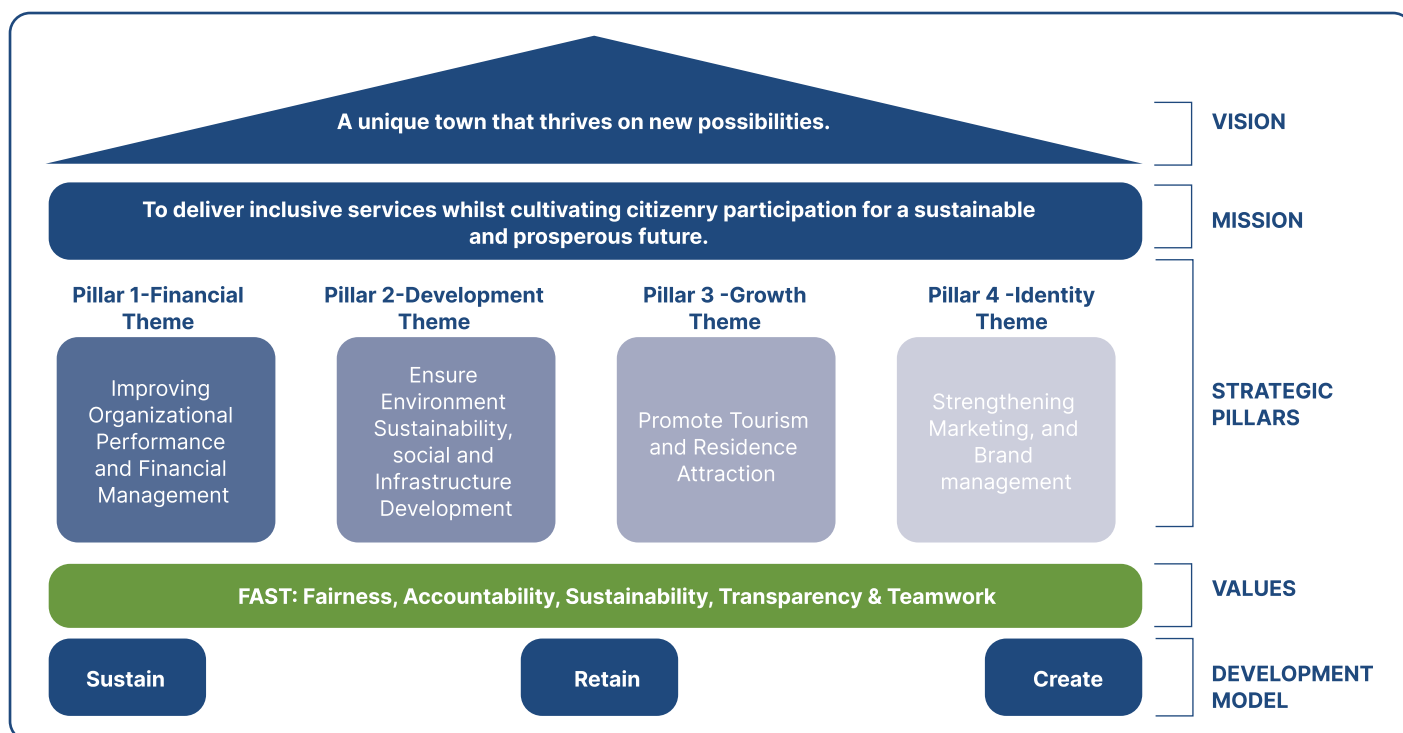 A unique town that thrives on new possibilities.
VISION
To deliver inclusive services whilst cultivating citizenry participation for a sustainable
and prosperous future.
MISSION
Pillar 1-Financial
Theme
Improving
Organizational
Performance
and Financial
Management
Pillar 2-Development
Theme
Ensure
Environment
Sustainability,
social and
Infrastructure
Development
Pillar 3 -Growth
Theme
Promote Tourism
and Residence
Attraction
Pillar 4 -Identity
Theme
Strengthening
Marketing, and
Brand
management
STRATEGIC
PILLARS
FAST: Fairness, Accountability, Sustainability, Transparency & Teamwork
VALUES
Sustain
Retain
Create
DEVELOPMENT
MODEL